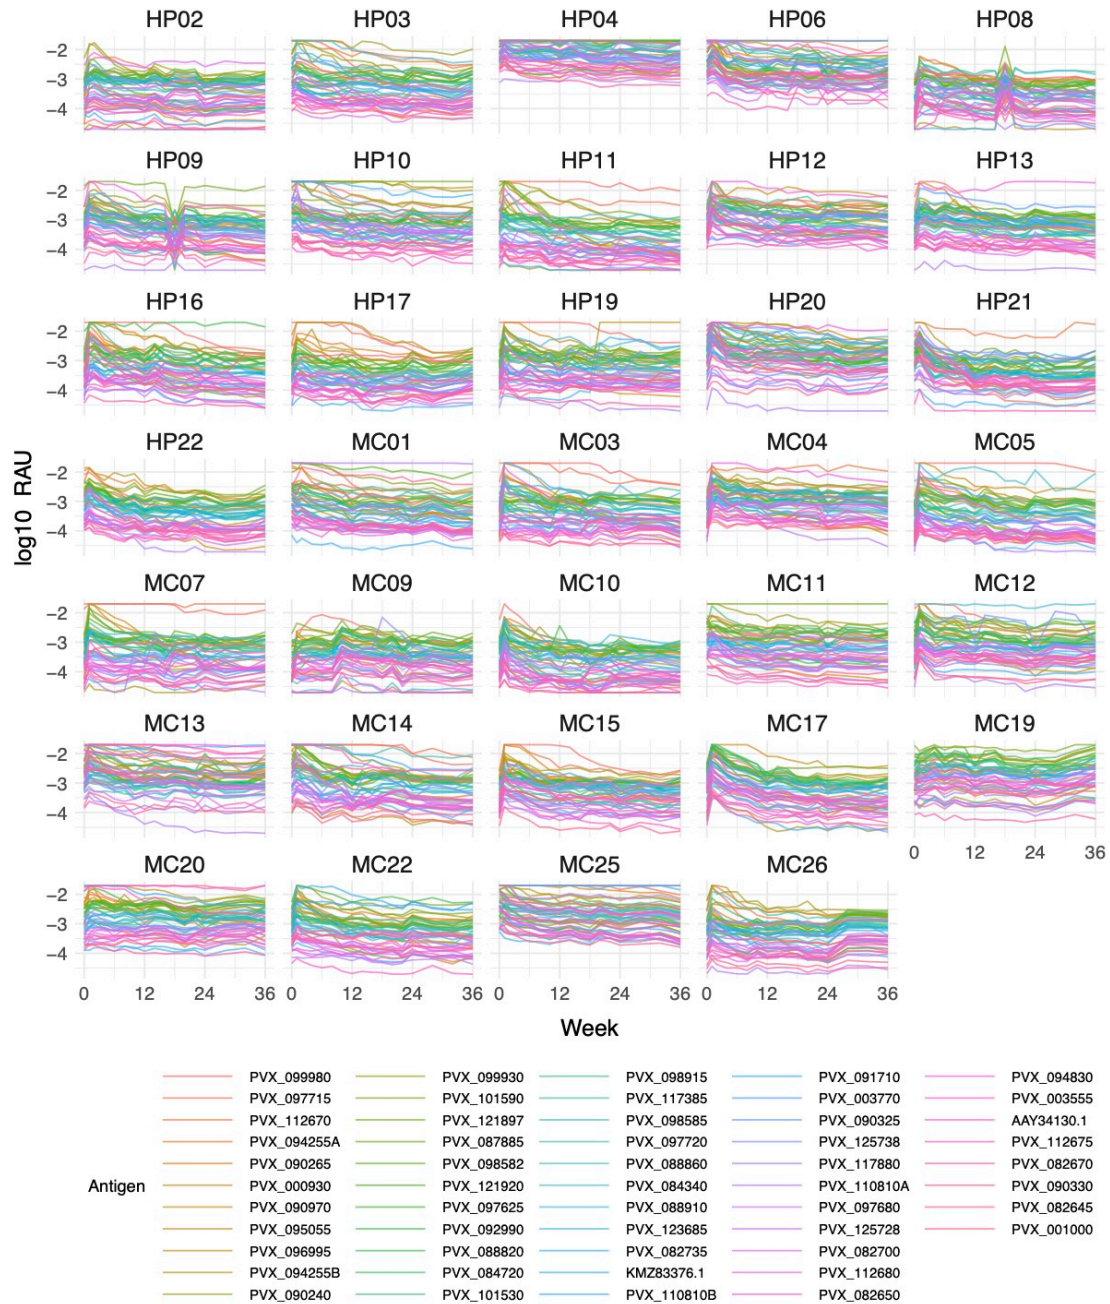 HP02 HP03 HP04 HP06 HP08
−2
−3
−4
HP09 HP10 HP11 HP12 HP13
−2
−3
−4
HP16 HP17 HP19 HP20 HP21
−2
−3
−4
HP22 MC01 MC03 MC04 MC05
−2
−3
−4
MC07 MC09 MC10 MC11 MC12
−2
−3
−4
MC13 MC14 MC15 MC17 MC19
−2
−3
−4
0 12 24 36
MC20 MC22 MC25 MC26
−2
−3
−4
0 12 24 36 0 12 24 36 0 12 24 36 0 12 24 36
log10 RAU
Week
Antigen
PVX_099980 PVX_099930 PVX_098915 PVX_091710 PVX_094830
PVX_097715 PVX_101590 PVX_117385 PVX_003770 PVX_003555
PVX_112670 PVX_121897 PVX_098585 PVX_090325 AAY34130.1
PVX_094255A PVX_087885 PVX_097720 PVX_125738 PVX_112675
PVX_090265 PVX_098582 PVX_088860 PVX_117880 PVX_082670
PVX_000930 PVX_121920 PVX_084340 PVX_110810A PVX_090330
PVX_090970 PVX_097625 PVX_088910 PVX_097680 PVX_082645
PVX_095055 PVX_092990 PVX_123685 PVX_125728 PVX_001000
PVX_096995 PVX_088820 PVX_082735 PVX_082700
PVX_094255B PVX_084720 KMZ83376.1 PVX_112680
PVX_090240 PVX_101530 PVX_110810B PVX_082650